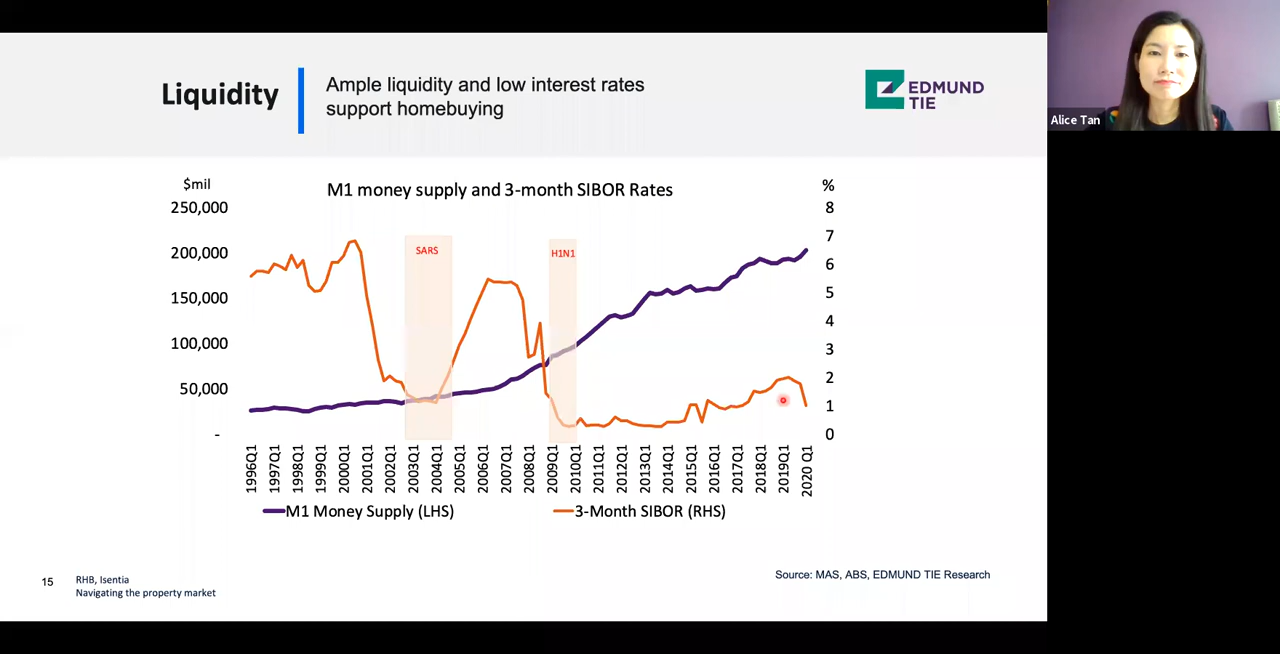 Liquidity
Ample liquidity and low interest rates
support homebuying
EDMUND
TIE
Alice Tan
M1 money supply and 3-month SIBOR Rates
$mil
250,000
200,000
150,000
100,000
50,000
-
%
8
7
6
5
4
3
2
1
0
SARS
H1N1
1996Q1
1997Q1
1998Q1
1999Q1
2000Q1
2001Q1
2002Q1
2003Q1
2004Q1
2005Q1
2006Q1
2007Q1
2008Q1
2009Q1
2010Q1
2011Q1
2012Q1
2013Q1
2014Q1
2015Q1
2016Q1
2017Q1
2018Q1
2019Q1
2020 Q1
M1 Money Supply (LHS)
3-Month SIBOR (RHS)
15
RHB, Isentia
Navigating the property market
Source: MAS, ABS, EDMUND TIE Research